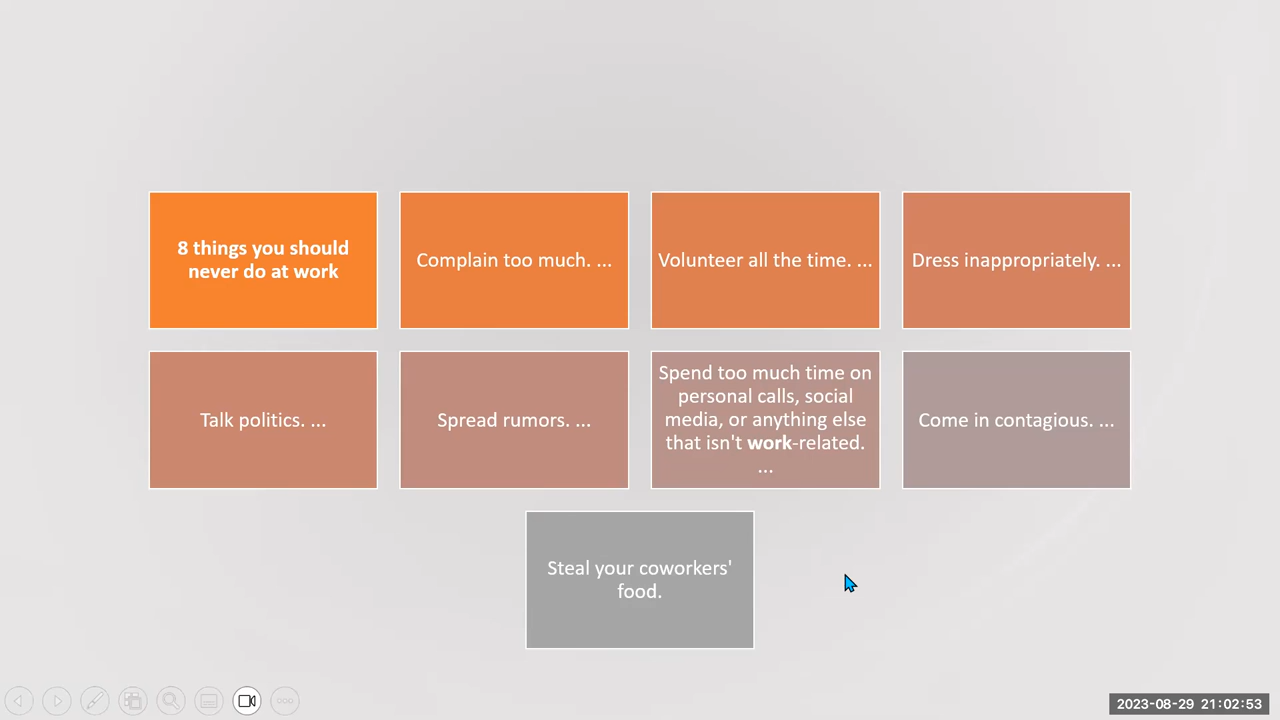 8 things you should
never do at work
Complain too much. ...
Volunteer all the time. ...
Dress inappropriately. ...
Talk politics. ...
Spread rumors. ...
Spend too much time on
personal calls, social
media, or anything else
that isn't work-related.
...
Come in contagious. ...
Steal your coworkers'
food.
2023-08-29 21:02:53